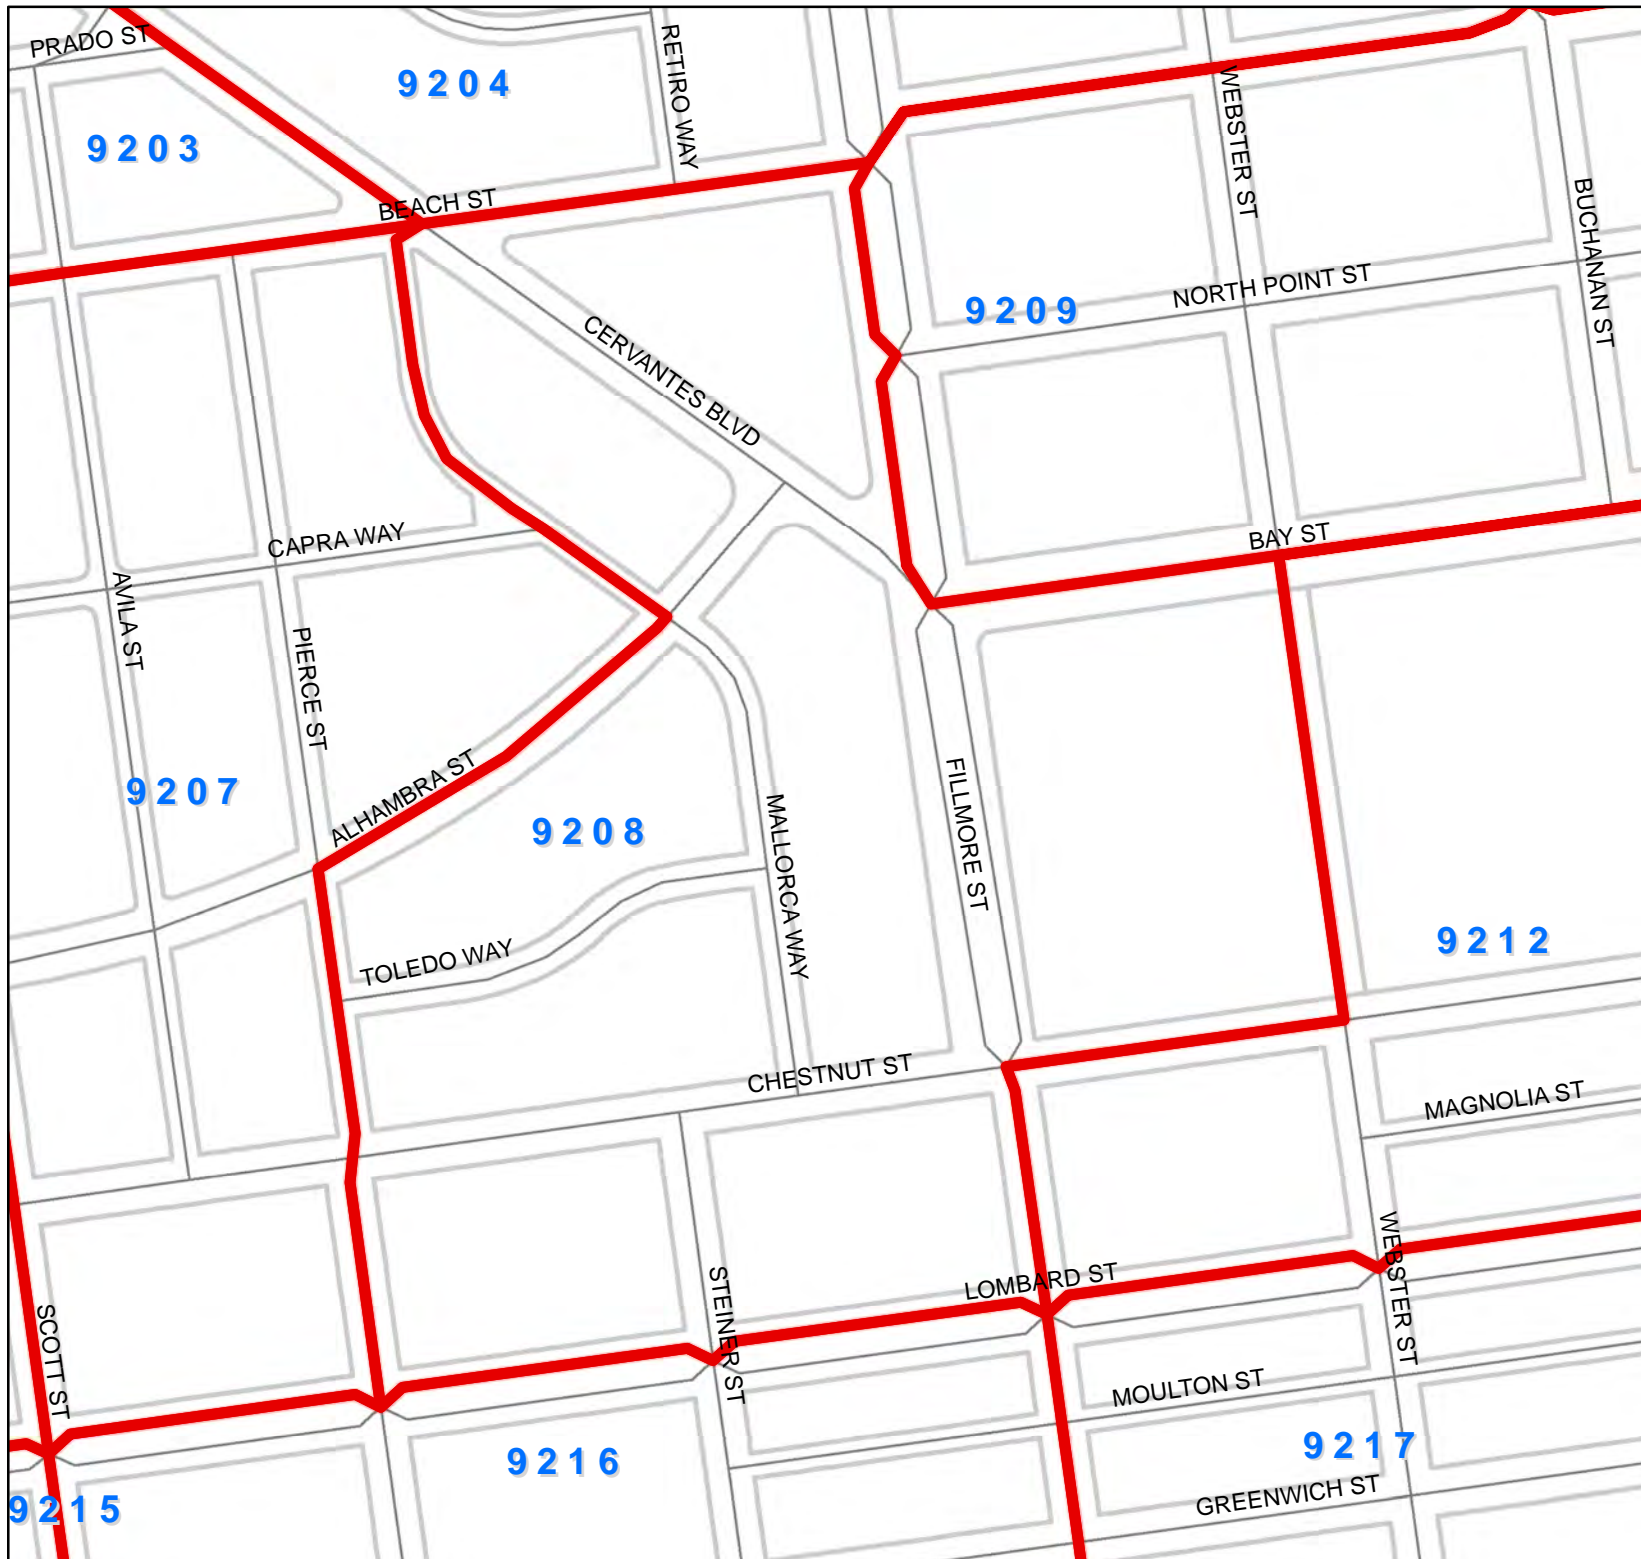 PRADO ST
9204
RETIRO WAY
WEBSTER ST
9203
BEACH ST
BUCHANAN ST
NORTH POINT ST
9209
CERVANTES BLVD
CAPRA WAY
BAY ST
AVILA ST
PIERCE ST
ALHAMBRA ST
9207
9208
MALLORCA WAY
FILLMORE ST
9212
TOLEDO WAY
CHESTNUT ST
MAGNOLIA ST
WEBSTER ST
LOMBARD ST
STEINER ST
SCOTT ST
MOULTON ST
9216
9217
GREENWICH ST
9215